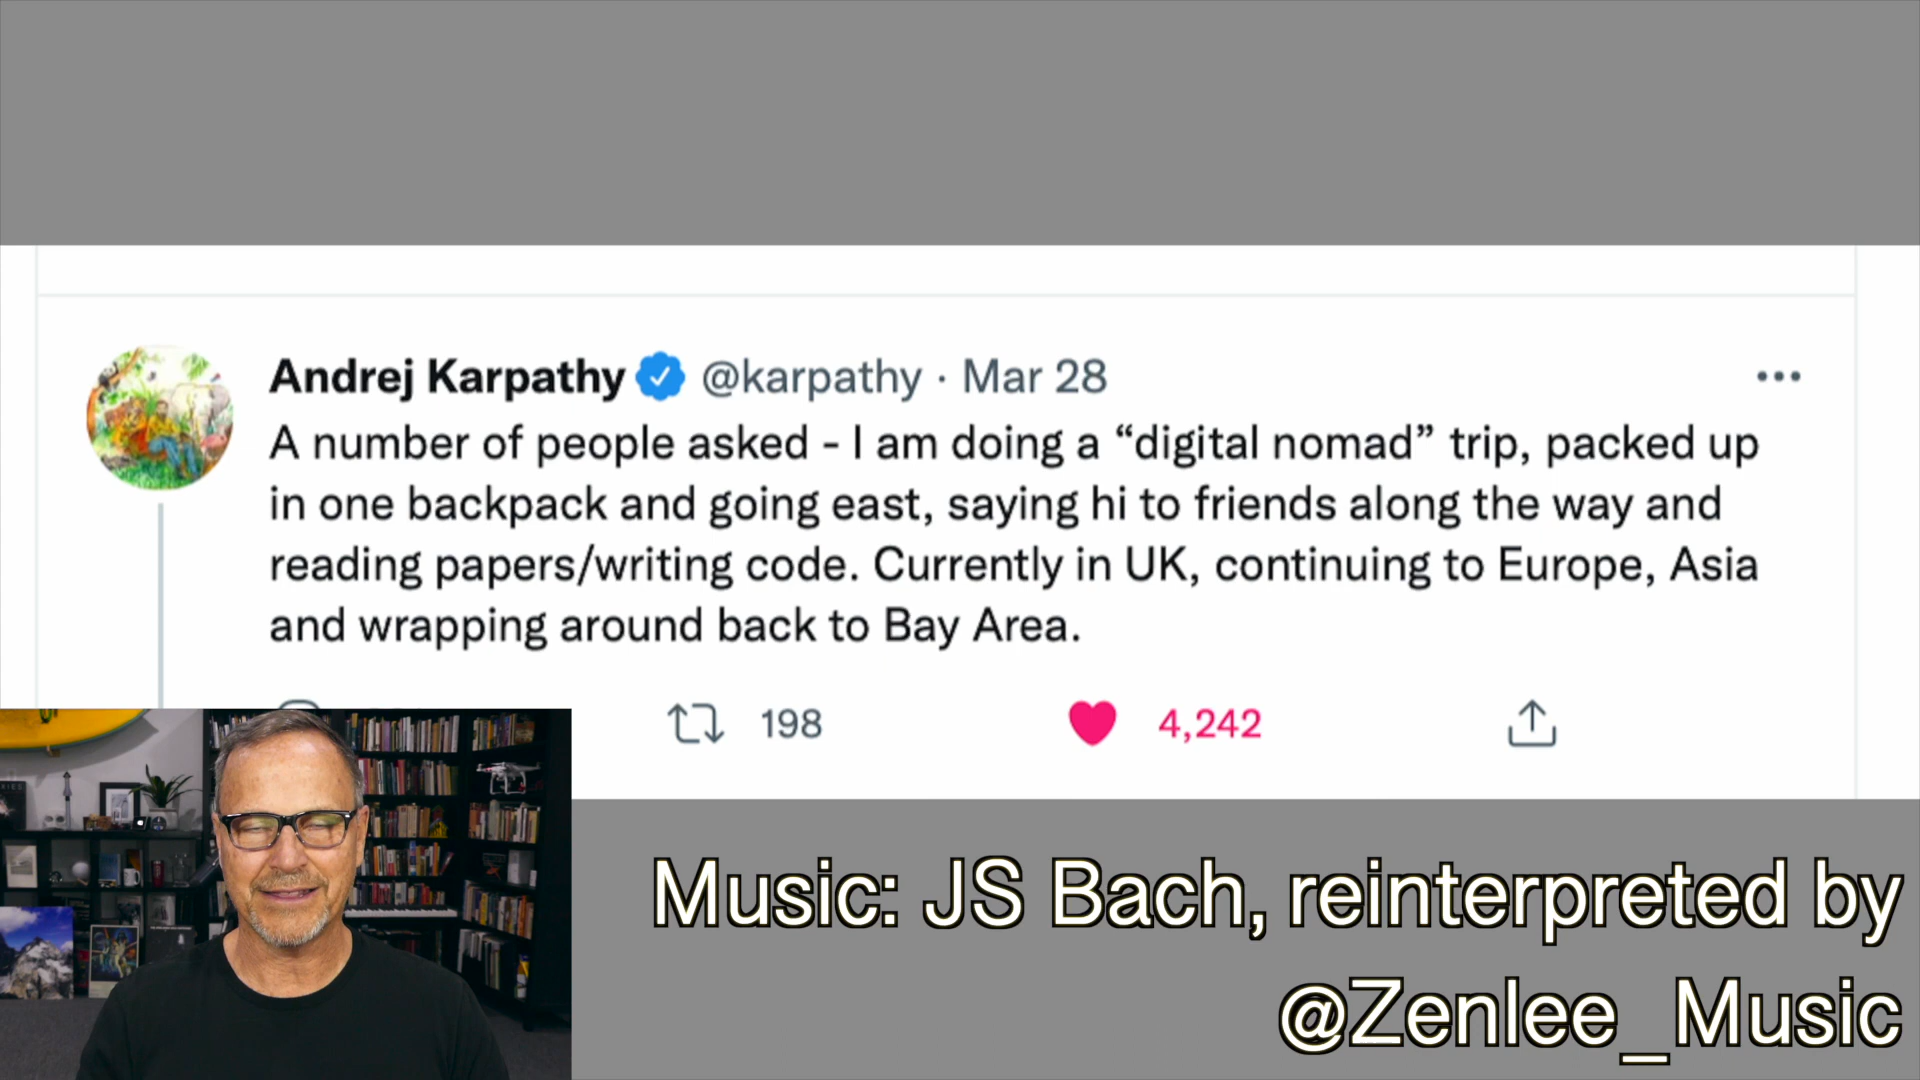 Andrej Karpathy @karpathy · Mar 28
A number of people asked - I am doing a “digital nomad” trip, packed up
in one backpack and going east, saying hi to friends along the way and
reading papers/writing code. Currently in UK, continuing to Europe, Asia
and wrapping around back to Bay Area.
198 4,242
Music: JS Bach, reinterpreted by
@Zenlee_Music